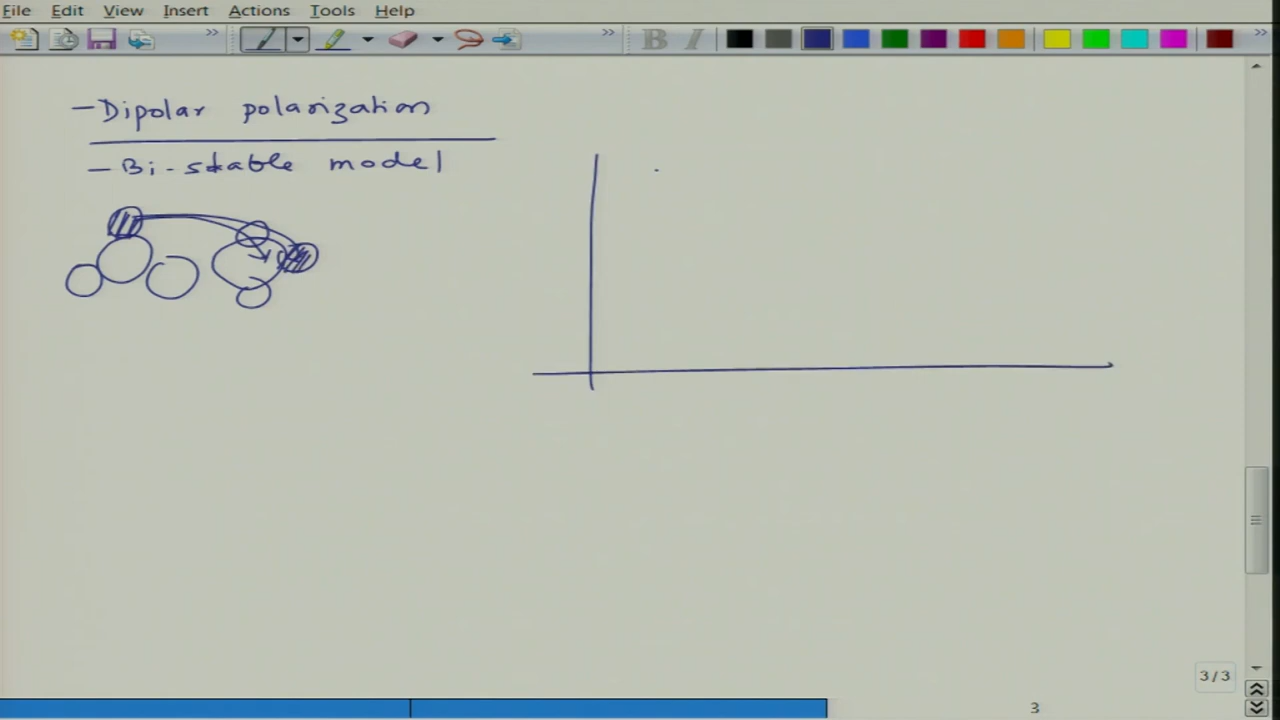 File Edit View Insert Actions Tools Help
B I
- Dipolar polarization
- Bi-stable model
3/3
3